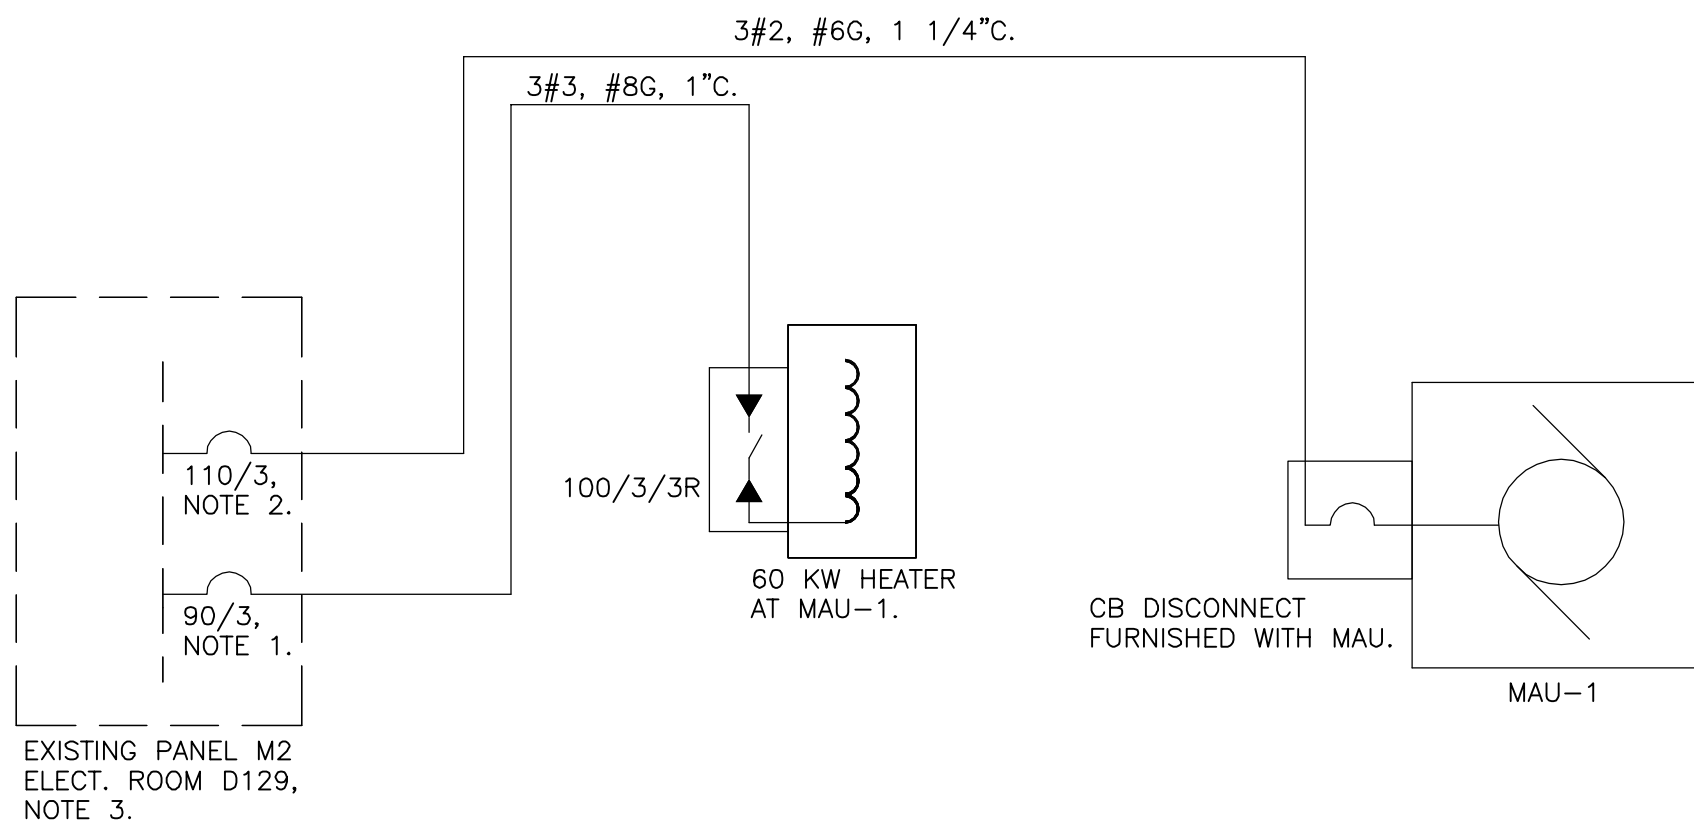 3#2, #6G, 1 1/4"C.
3#3, #8G, 1"C.
110/3,
NOTE 2.
100/3/3R
90/3,
NOTE 1.
60 KW HEATER
AT MAU-1.
CB DISCONNECT
FURNISHED WITH MAU.
MAU-1
EXISTING PANEL M2
ELECT. ROOM D129,
NOTE 3.